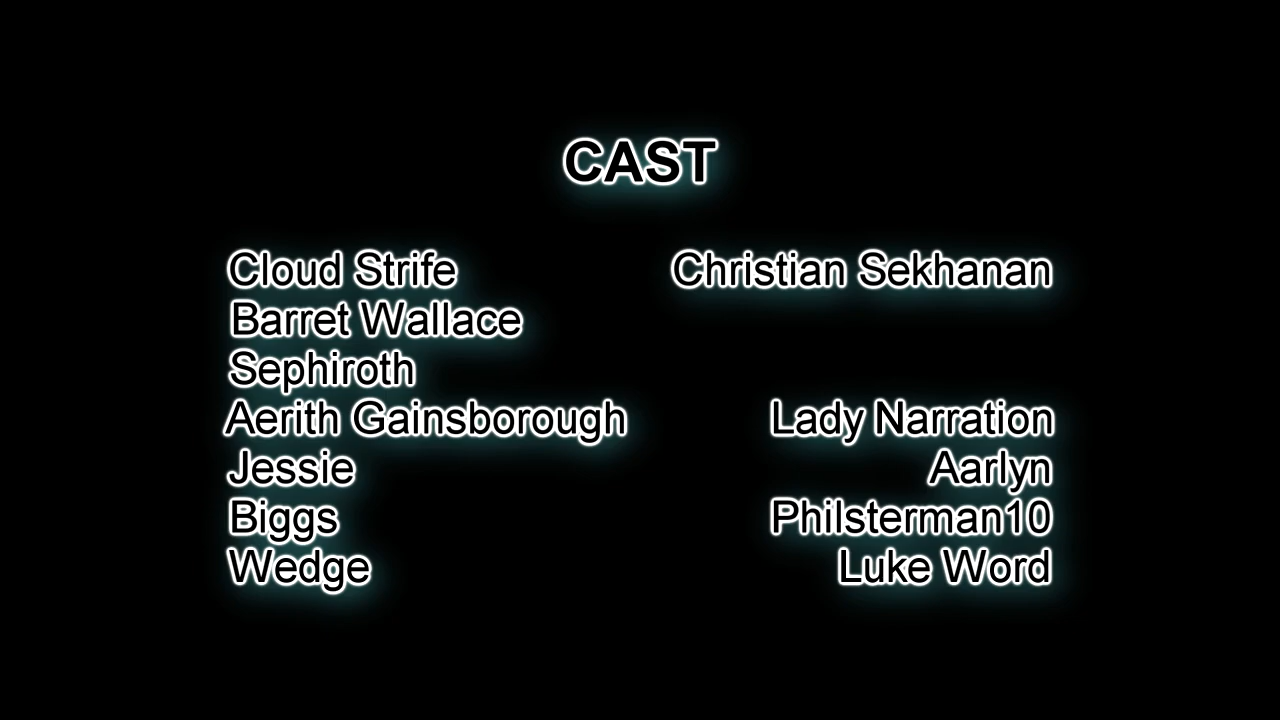 CAST
Cloud Strife Christian Sekhanan
Barret Wallace
Sephiroth
Aerith Gainsborough Lady Narration
Jessie Aarlyn
Biggs Philsterman10
Wedge Luke Word